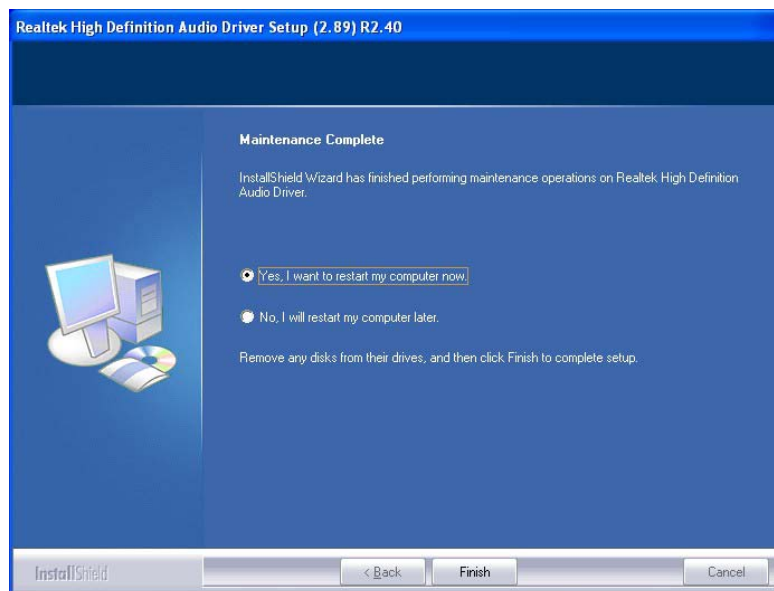 Realtek High Definition Audio Driver Setup (2.89) R2.40
Maintenance Complete
InstallShield Wizard has finished performing maintenance operations on Realtek High Definition
Audio Driver.
Yes, I want to restart my computer now.
No, I will restart my computer later.
Remove any disks from their drives, and then click Finish to complete setup.
InstallShield
< Back
Finish
Cancel